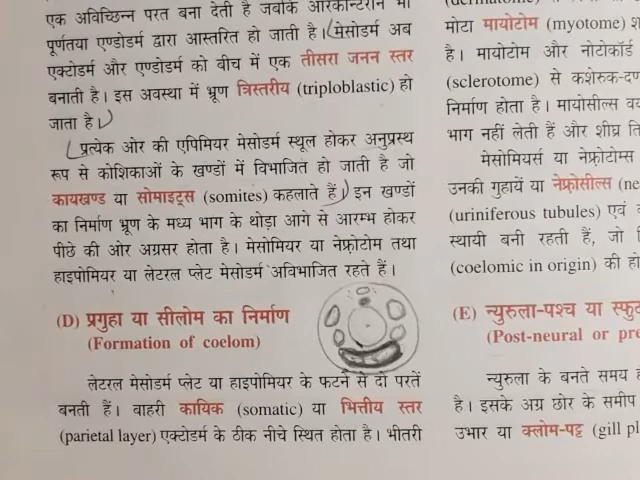 एक अविच्छिन्न परत बना देती है जबकि आरकेन्टरॉन भी
पूर्णतया एण्डोडर्म द्वारा आस्तरित हो जाता है। मेसोडर्म अब
एक्टोडर्म और एण्डोडर्म को बीच में एक तीसरा जनन स्तर
बनाती है। इस अवस्था में भ्रूण त्रिस्तरीय (triploblastic) हो
जाता है।
प्रत्येक ओर की एपिमियर मेसोडर्म स्थूल होकर अनुप्रस्थ
रूप से कोशिकाओं के खण्डों में विभाजित हो जाती है जो
कायखण्ड या सोमाइट्स (somites) कहलाते हैं। इन खण्डों
का निर्माण भ्रूण के मध्य भाग के थोड़ा आगे से आरम्भ होकर
पीछे की ओर अग्रसर होता है। मेसोमियर या नेफ्रोटोम तथा
हाइपोमियर या लेटरल प्लेट मेसोडर्म अविभाजित रहते हैं।
(D) प्रगुहा या सीलोम का निर्माण
(Formation of coelom)
लेटरल मेसोडर्म प्लेट या हाइपोमियर के फटने से दो परतें
बनती हैं। वाहरी कायिक (somatic) या भित्तीय स्तर
(parietal layer) एक्टोडर्म के ठीक नीचे स्थित होता है। भीतरी
मोटा मायोटोम (myotome)
है। मायोटोम और नोटोकॉर्ड
(sclerotome) से कशेरुक-दण्
निर्माण होता है। मायोसील्स
भाग नहीं लेती हैं और शीघ्र
मेसोमियर्स या नेफ्रोटोम्स
उनकी गुहायें या नेफ्रोसील्स (ne
(uriniferous tubules) एवं
स्थायी बनी रहती हैं, जो
(coelomic in origin) की
(E) न्युरुला-पश्च या
(Post-neural or pro
न्युरुला के बनते समय
है। इसके अग्र छोर के समीप
उभार या क्लोम-पट्ट (gill pl